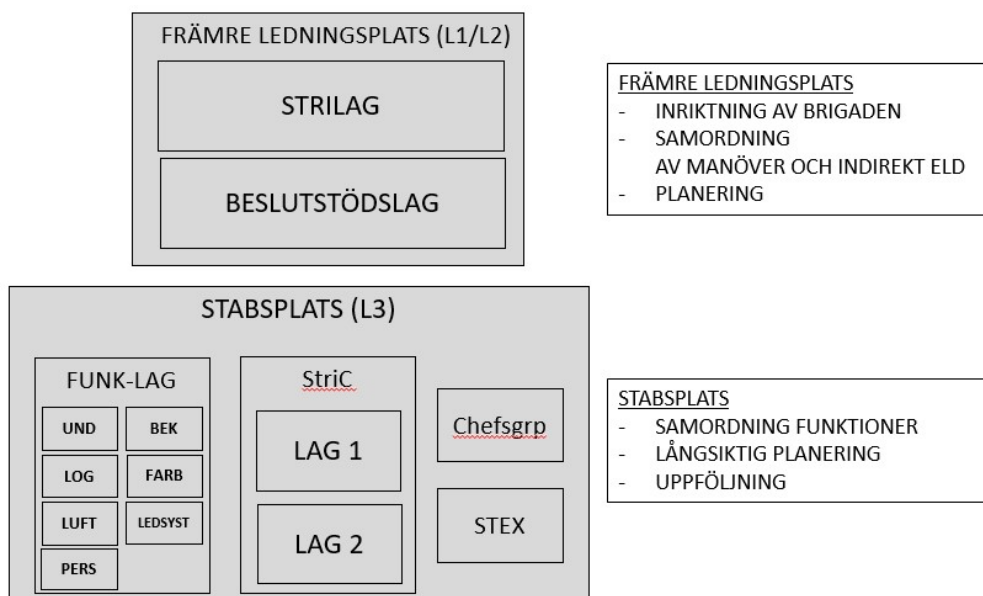 FRÄMRE LEDNINGSPLATS (L1/L2)
STRILAG
BESLUTSTÖDSLAG
FRÄMRE LEDNINGSPLATS
- INRIKTNING AV BRIGADEN
- SAMORDNING
AV MANÖVER OCH INDIREKT ELD
- PLANERING
STABSPLATS (L3)
FUNK-LAG
UND
BEK
LOG
FARB
LUFT
LEDSYST
PERS
StriC
LAG 1
LAG 2
Chefsgrp
STEX
STABSPLATS
- SAMORDNING FUNKTIONER
- LÅNGSIKTIG PLANERING
- UPPFÖLJNING